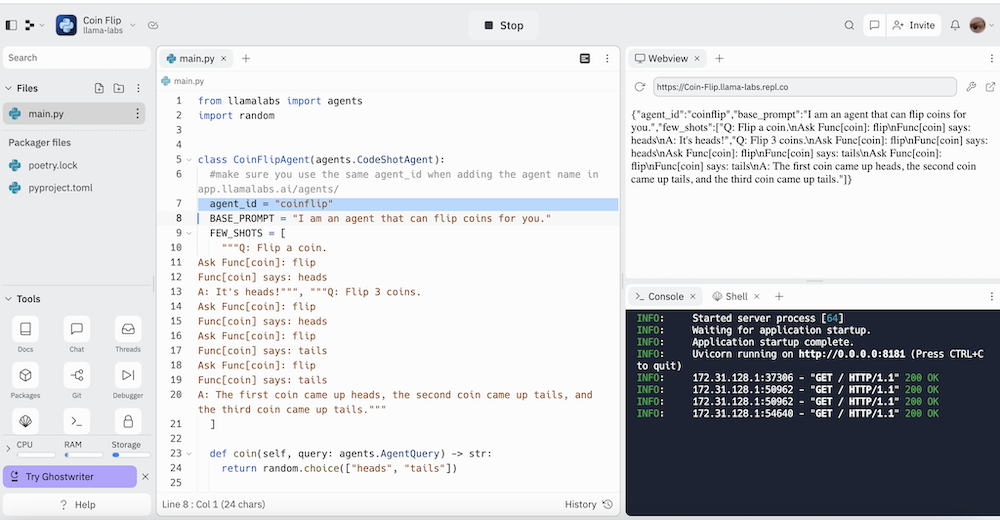 Coin Flip
llama-labs
Stop
Invite
Search
Files
main.py
Packager files
poetry.lock
pyproject.toml
Tools
Docs
Chat
Threads
Packages
Git
Debugger
CPU
RAM
Storage
Try Ghostwriter
? Help
main.py
main.py
1 from llamalabs import agents
2 import random
3
4
5 class CoinFlipAgent(agents.CodeShotAgent):
6 #make sure you use the same agent_id when adding the agent name in
app.llamalabs.ai/agents/
7 agent_id = "coinflip"
8 BASE_PROMPT = "I am an agent that can flip coins for you."
9 FEW_SHOTS = [
10 """Q: Flip a coin.
11 Ask Func[coin]: flip
12 Func[coin] says: heads
13 A: It's heads!""", """Q: Flip 3 coins.
14 Ask Func[coin]: flip
15 Func[coin] says: heads
16 Ask Func[coin]: flip
17 Func[coin] says: tails
18 Ask Func[coin]: flip
19 Func[coin] says: tails
20 A: The first coin came up heads, the second coin came up tails, and
the third coin came up tails."""
21 ]
22
23 def coin(self, query: agents.AgentQuery) -> str:
24 return random.choice(["heads", "tails"])
25
Line 8 : Col 1 (24 chars)
History
Webview
https://Coin-Flip.llama-labs.repl.co
{"agent_id":"coinflip","base_prompt":"I am an agent that can flip coins for
you.","few_shots":["Q: Flip a coin.\nAsk Func[coin]: flip\nFunc[coin] says:
heads\nA: It's heads!","Q: Flip 3 coins.\nAsk Func[coin]: flip\nFunc[coin] says:
heads\nAsk Func[coin]: flip\nFunc[coin] says: tails\nAsk Func[coin]:
flip\nFunc[coin] says: tails\nA: The first coin came up heads, the second coin
came up tails, and the third coin came up tails."]}
Console
Shell
INFO: Started server process [64]
INFO: Waiting for application startup.
INFO: Application startup complete.
INFO: Uvicorn running on http://0.0.0.0:8181 (Press CTRL+C
to quit)
INFO: 172.31.128.1:37306 - "GET / HTTP/1.1" 200 OK
INFO: 172.31.128.1:50962 - "GET / HTTP/1.1" 200 OK
INFO: 172.31.128.1:50962 - "GET / HTTP/1.1" 200 OK
INFO: 172.31.128.1:54640 - "GET / HTTP/1.1" 200 OK